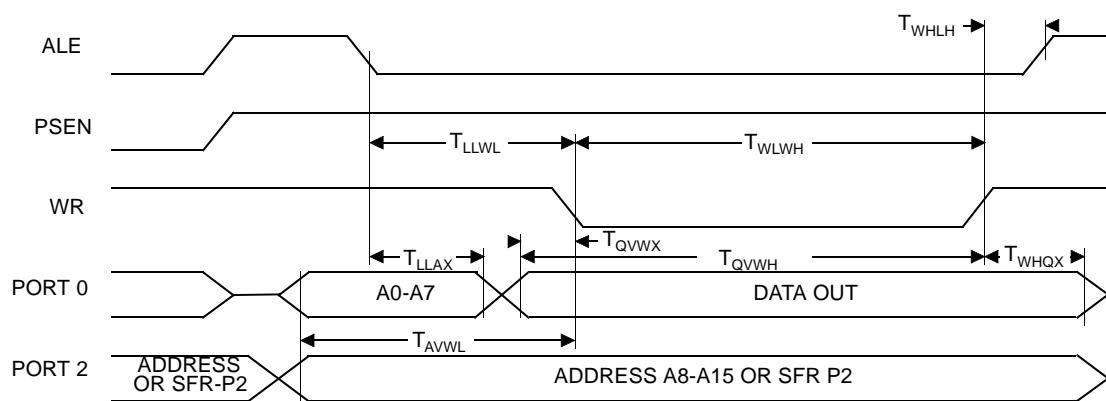 ALE
T_WHLH
PSEN
T_LLWL
T_WLWH
WR
T_QVWX
T_LLAX
T_QVWH
T_WHQX
PORT 0
A0-A7
DATA OUT
T_AVWL
PORT 2
ADDRESS
OR SFR-P2
ADDRESS A8-A15 OR SFR P2